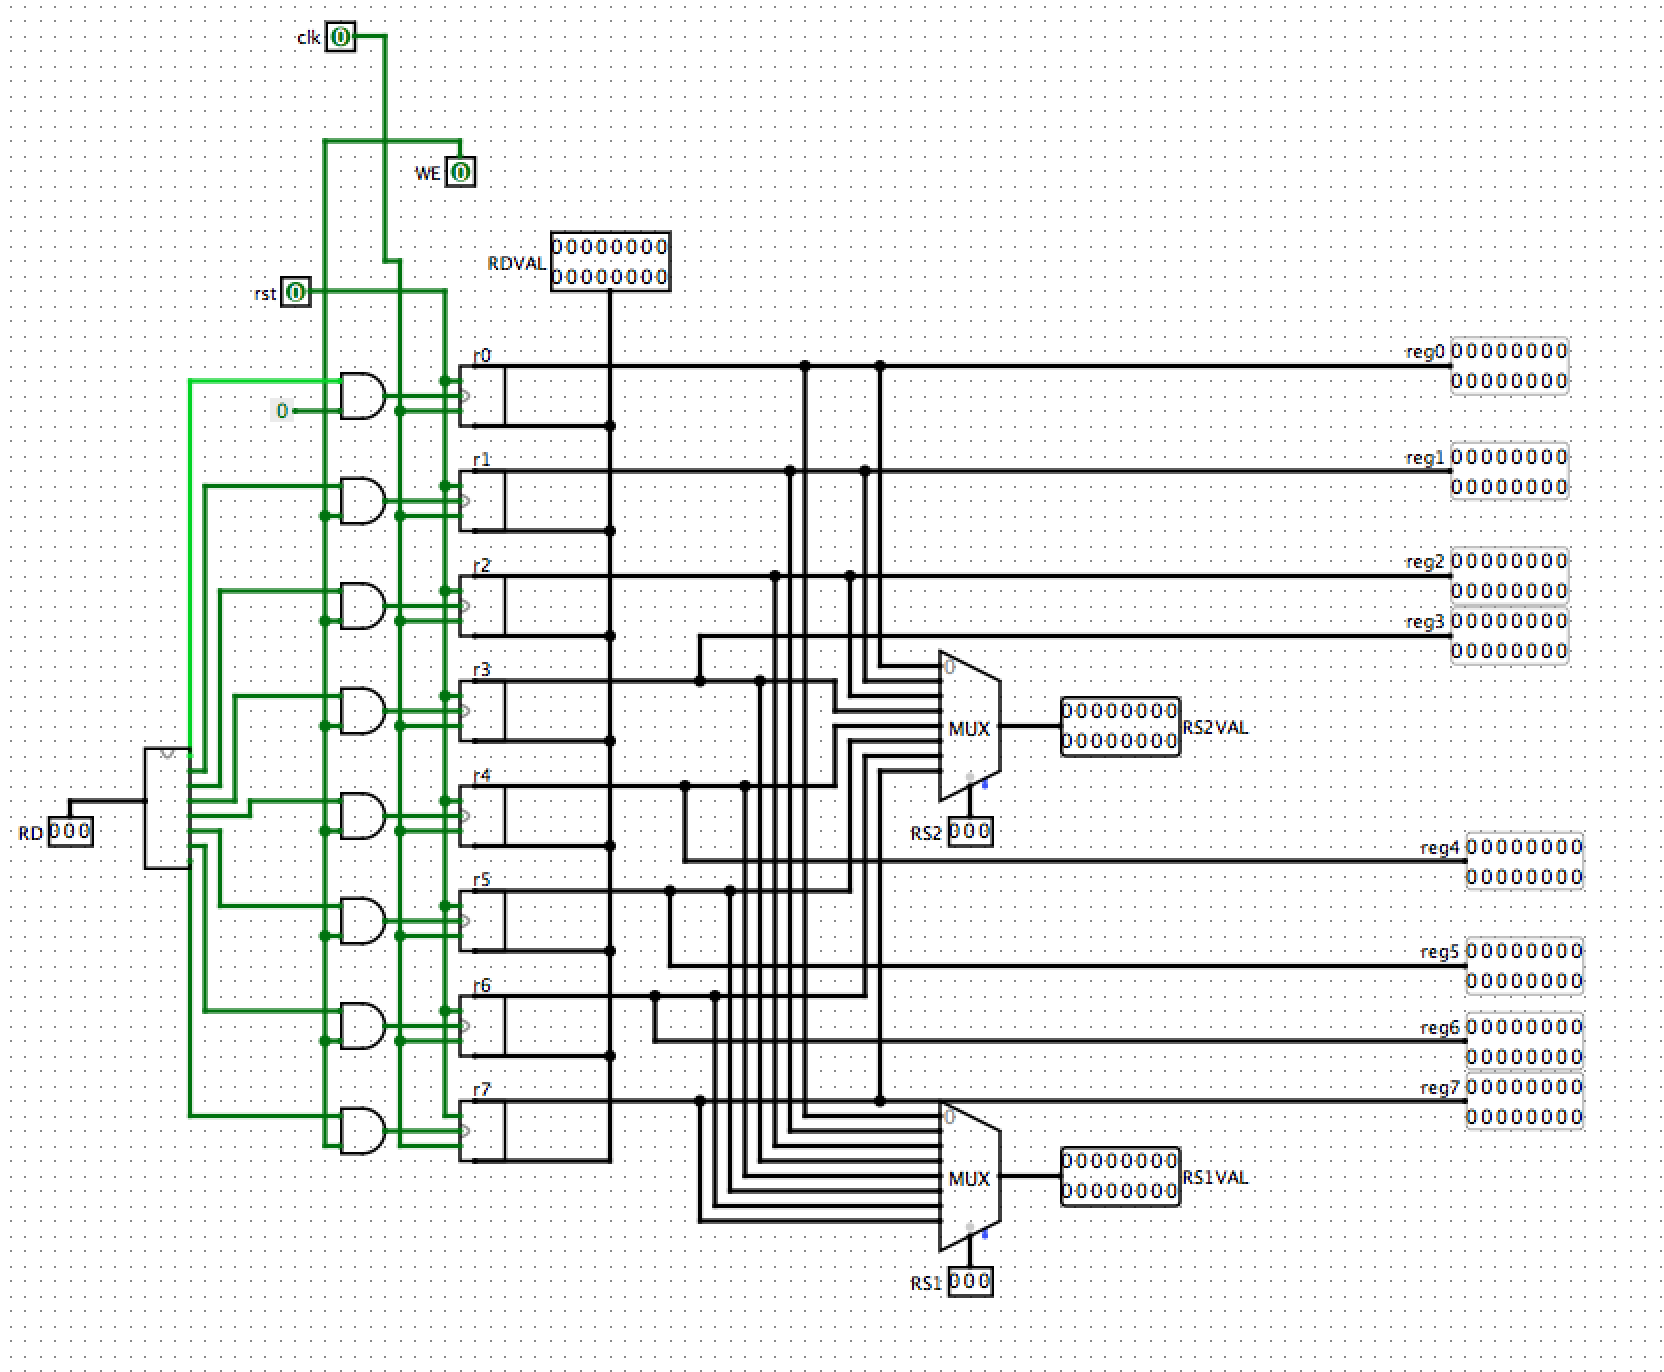 clk 0
WE 0
RDVAL 00000000
00000000
rst 0
r0
reg0 00000000
00000000
0
r1
reg1 00000000
00000000
r2
reg2 00000000
00000000
reg3 00000000
00000000
r3
0
MUX
00000000
00000000 RS2VAL
r4
RD 000
RS2 000
reg4 00000000
00000000
r5
reg5 00000000
00000000
r6
reg6 00000000
00000000
r7
reg7 00000000
00000000
0
MUX
00000000
00000000 RS1VAL
RS1 000